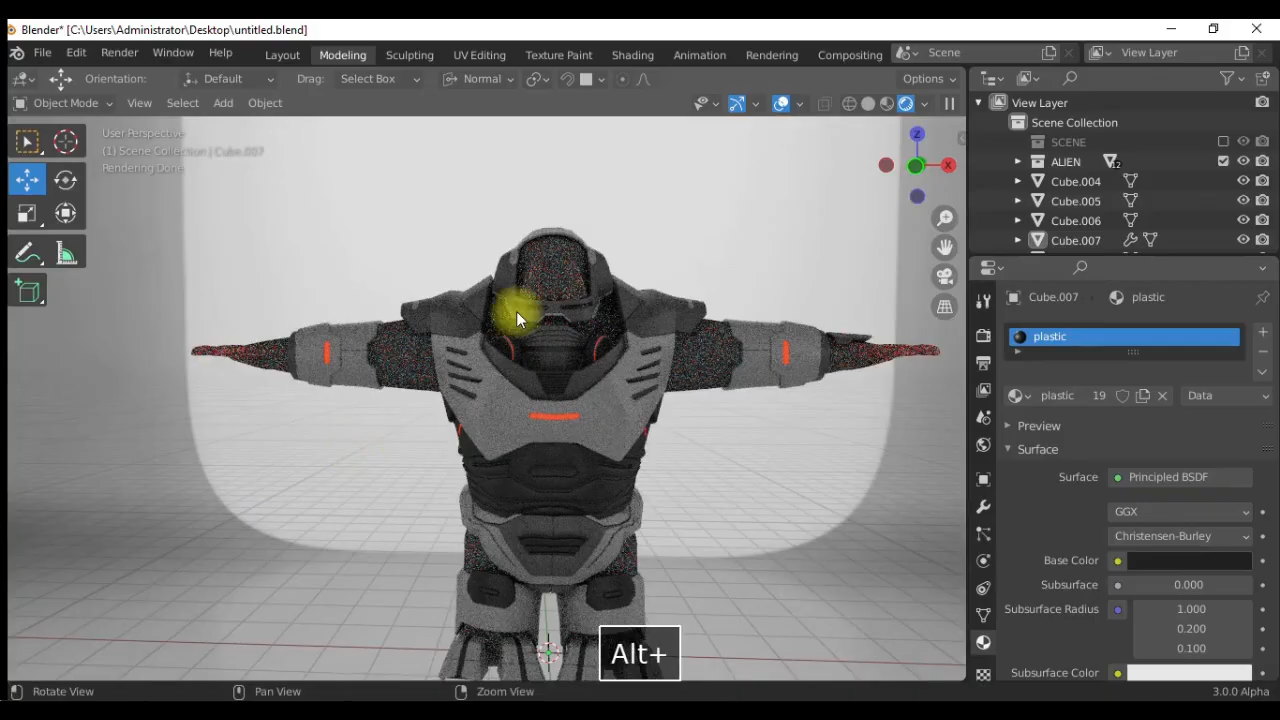 Blender* [C:\Users\Administrator\Desktop\untitled.blend]
File Edit Render Window Help Layout Modeling Sculpting UV Editing Texture Paint Shading Animation Rendering Compositing Scene View Layer
Orientation: Default Drag: Select Box Normal Options
Object Mode View Select Add Object
User Perspective
(1) Scene Collection | Cube.007
Rendering Done
Z
X
View Layer
Scene Collection
SCENE
ALIEN 12
Cube.004
Cube.005
Cube.006
Cube.007
Cube.007 plastic
plastic
plastic 19 Data
Preview
Surface
Surface Principled BSDF
GGX
Christensen-Burley
Base Color
Subsurface 0.000
Subsurface Radius 1.000
0.200
0.100
Subsurface Color
Alt+
Rotate View Pan View Zoom View 3.0.0 Alpha